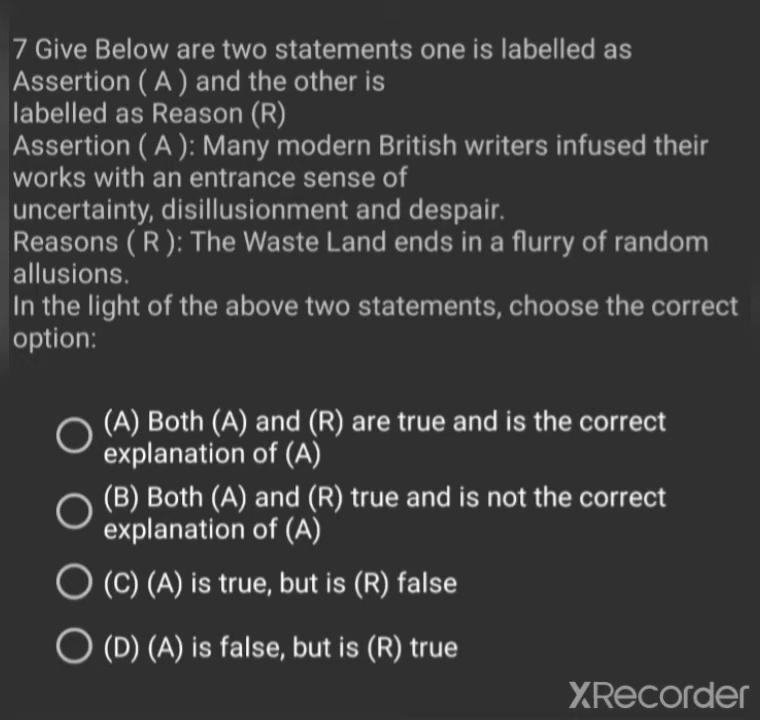 7 Give Below are two statements one is labelled as
Assertion ( A ) and the other is
labelled as Reason (R)
Assertion ( A ): Many modern British writers infused their
works with an entrance sense of
uncertainty, disillusionment and despair.
Reasons ( R ): The Waste Land ends in a flurry of random
allusions.
In the light of the above two statements, choose the correct
option:
(A) Both (A) and (R) are true and is the correct
explanation of (A)
(B) Both (A) and (R) true and is not the correct
explanation of (A)
(C) (A) is true, but is (R) false
(D) (A) is false, but is (R) true
XRecorder